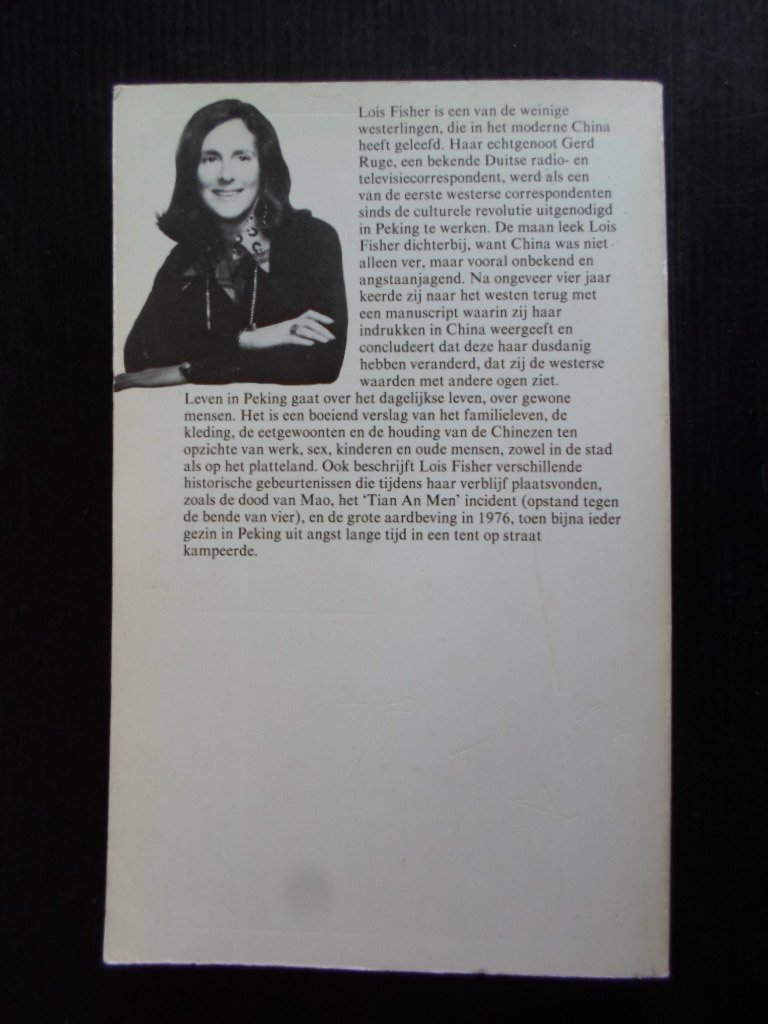 Lois Fisher is een van de weinige
westerlingen, die in het moderne China
heeft geleefd. Haar echtgenoot Gerd
Ruge, een bekende Duitse radio- en
televisiecorrespondent, werd als een
van de eerste westerse correspondenten
sinds de culturele revolutie uitgenodigd
in Peking te werken. De maan leek Lois
Fisher dichterbij, want China was niet
alleen ver, maar vooral onbekend en
angstaanjagend. Na ongeveer vier jaar
keerde zij naar het westen terug met
een manuscript waarin zij haar
indrukken in China weergeeft en
concludeert dat deze haar dusdanig
hebben veranderd, dat zij de westerse
waarden met andere ogen ziet.
Leven in Peking gaat over het dagelijkse leven, over gewone
mensen. Het is een boeiend verslag van het familieleven, de
kleding, de eetgewoonten en de houding van de Chinezen ten
opzichte van werk, sex, kinderen en oude mensen, zowel in de stad
als op het platteland. Ook beschrijft Lois Fisher verschillende
historische gebeurtenissen die tijdens haar verblijf plaatsvonden,
zoals de dood van Mao, het ‘Tian An Men’ incident (opstand tegen
de bende van vier), en de grote aardbeving in 1976, toen bijna ieder
gezin in Peking uit angst lange tijd in een tent op straat
kampeerde.